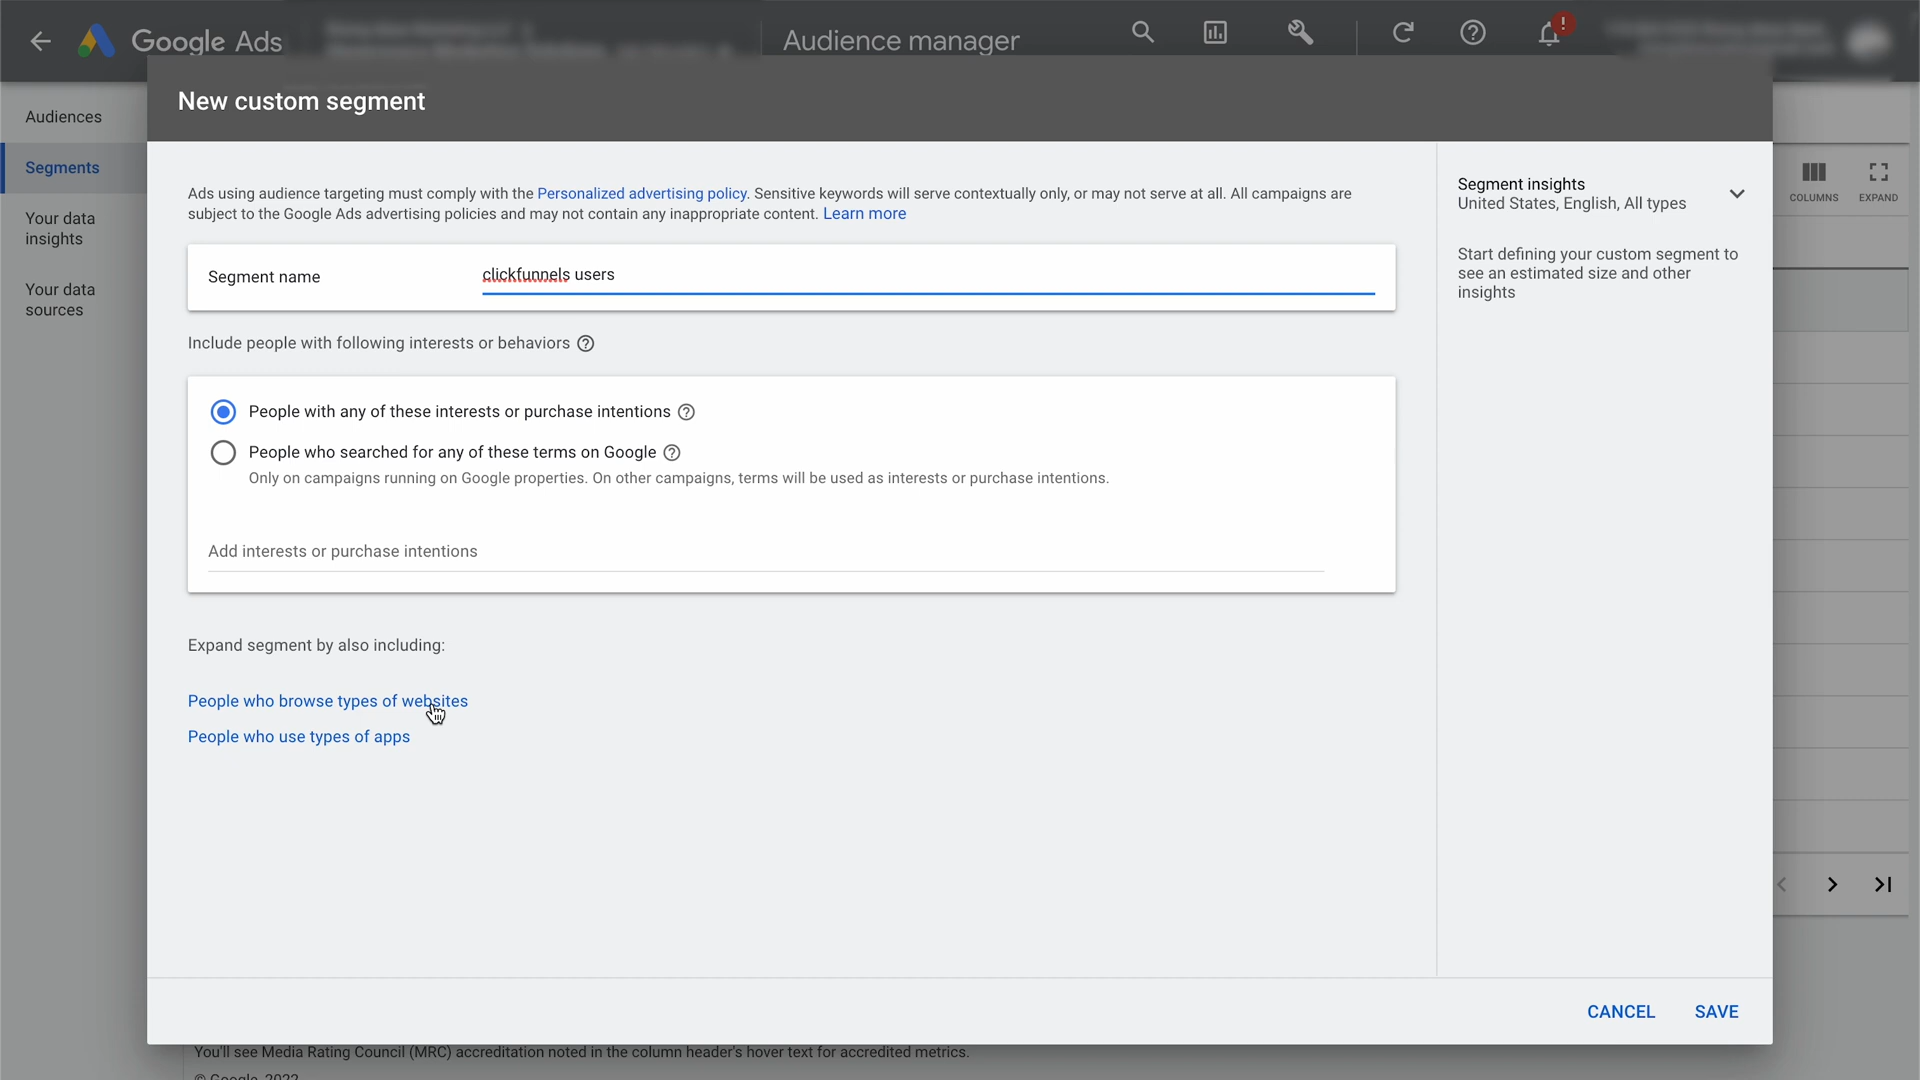 Google Ads
Audience manager
!
New custom segment
Audiences
Segments
Your data
insights
Your data
sources
Ads using audience targeting must comply with the Personalized advertising policy. Sensitive keywords will serve contextually only, or may not serve at all. All campaigns are
subject to the Google Ads advertising policies and may not contain any inappropriate content. Learn more
Segment name
clickfunnels users
Include people with following interests or behaviors ?
People with any of these interests or purchase intentions ?
People who searched for any of these terms on Google ?
Only on campaigns running on Google properties. On other campaigns, terms will be used as interests or purchase intentions.
Add interests or purchase intentions
Expand segment by also including:
People who browse types of websites
People who use types of apps
Segment insights
United States, English, All types
Start defining your custom segment to
see an estimated size and other
insights
COLUMNS
EXPAND
CANCEL
SAVE
You'll see Media Rating Council (MRC) accreditation noted in the column header's hover text for accredited metrics.
© Google, 2022